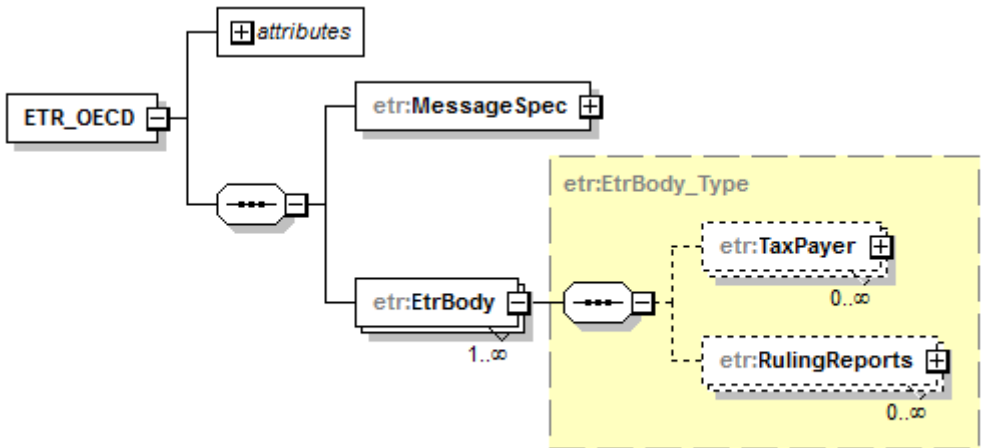 attributes
ETR_OECD
etr:MessageSpec
etr:EtrBody_Type
etr:TaxPayer
0..∞
etr:EtrBody
1..∞
etr:RulingReports
0..∞